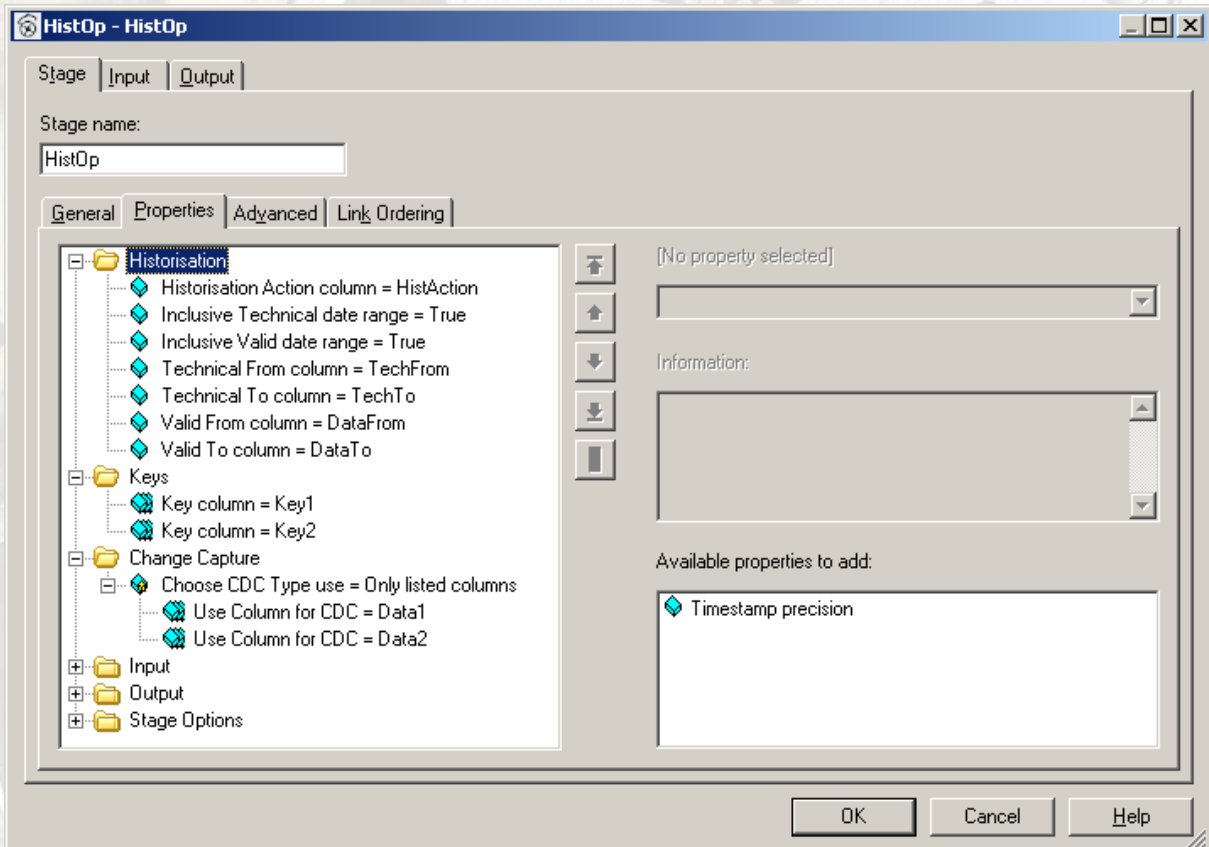 HistOp - HistOp
Stage Input Output
Stage name:
HistOp
General Properties Advanced Link Ordering
Historisation
Historisation Action column = HistAction
Inclusive Technical date range = True
Inclusive Valid date range = True
Technical From column = TechFrom
Technical To column = TechTo
Valid From column = DataFrom
Valid To column = DataTo
Keys
Key column = Key1
Key column = Key2
Change Capture
Choose CDC Type use = Only listed columns
Use Column for CDC = Data1
Use Column for CDC = Data2
Input
Output
Stage Options
[No property selected]
Information:
Available properties to add:
Timestamp precision
OK Cancel Help